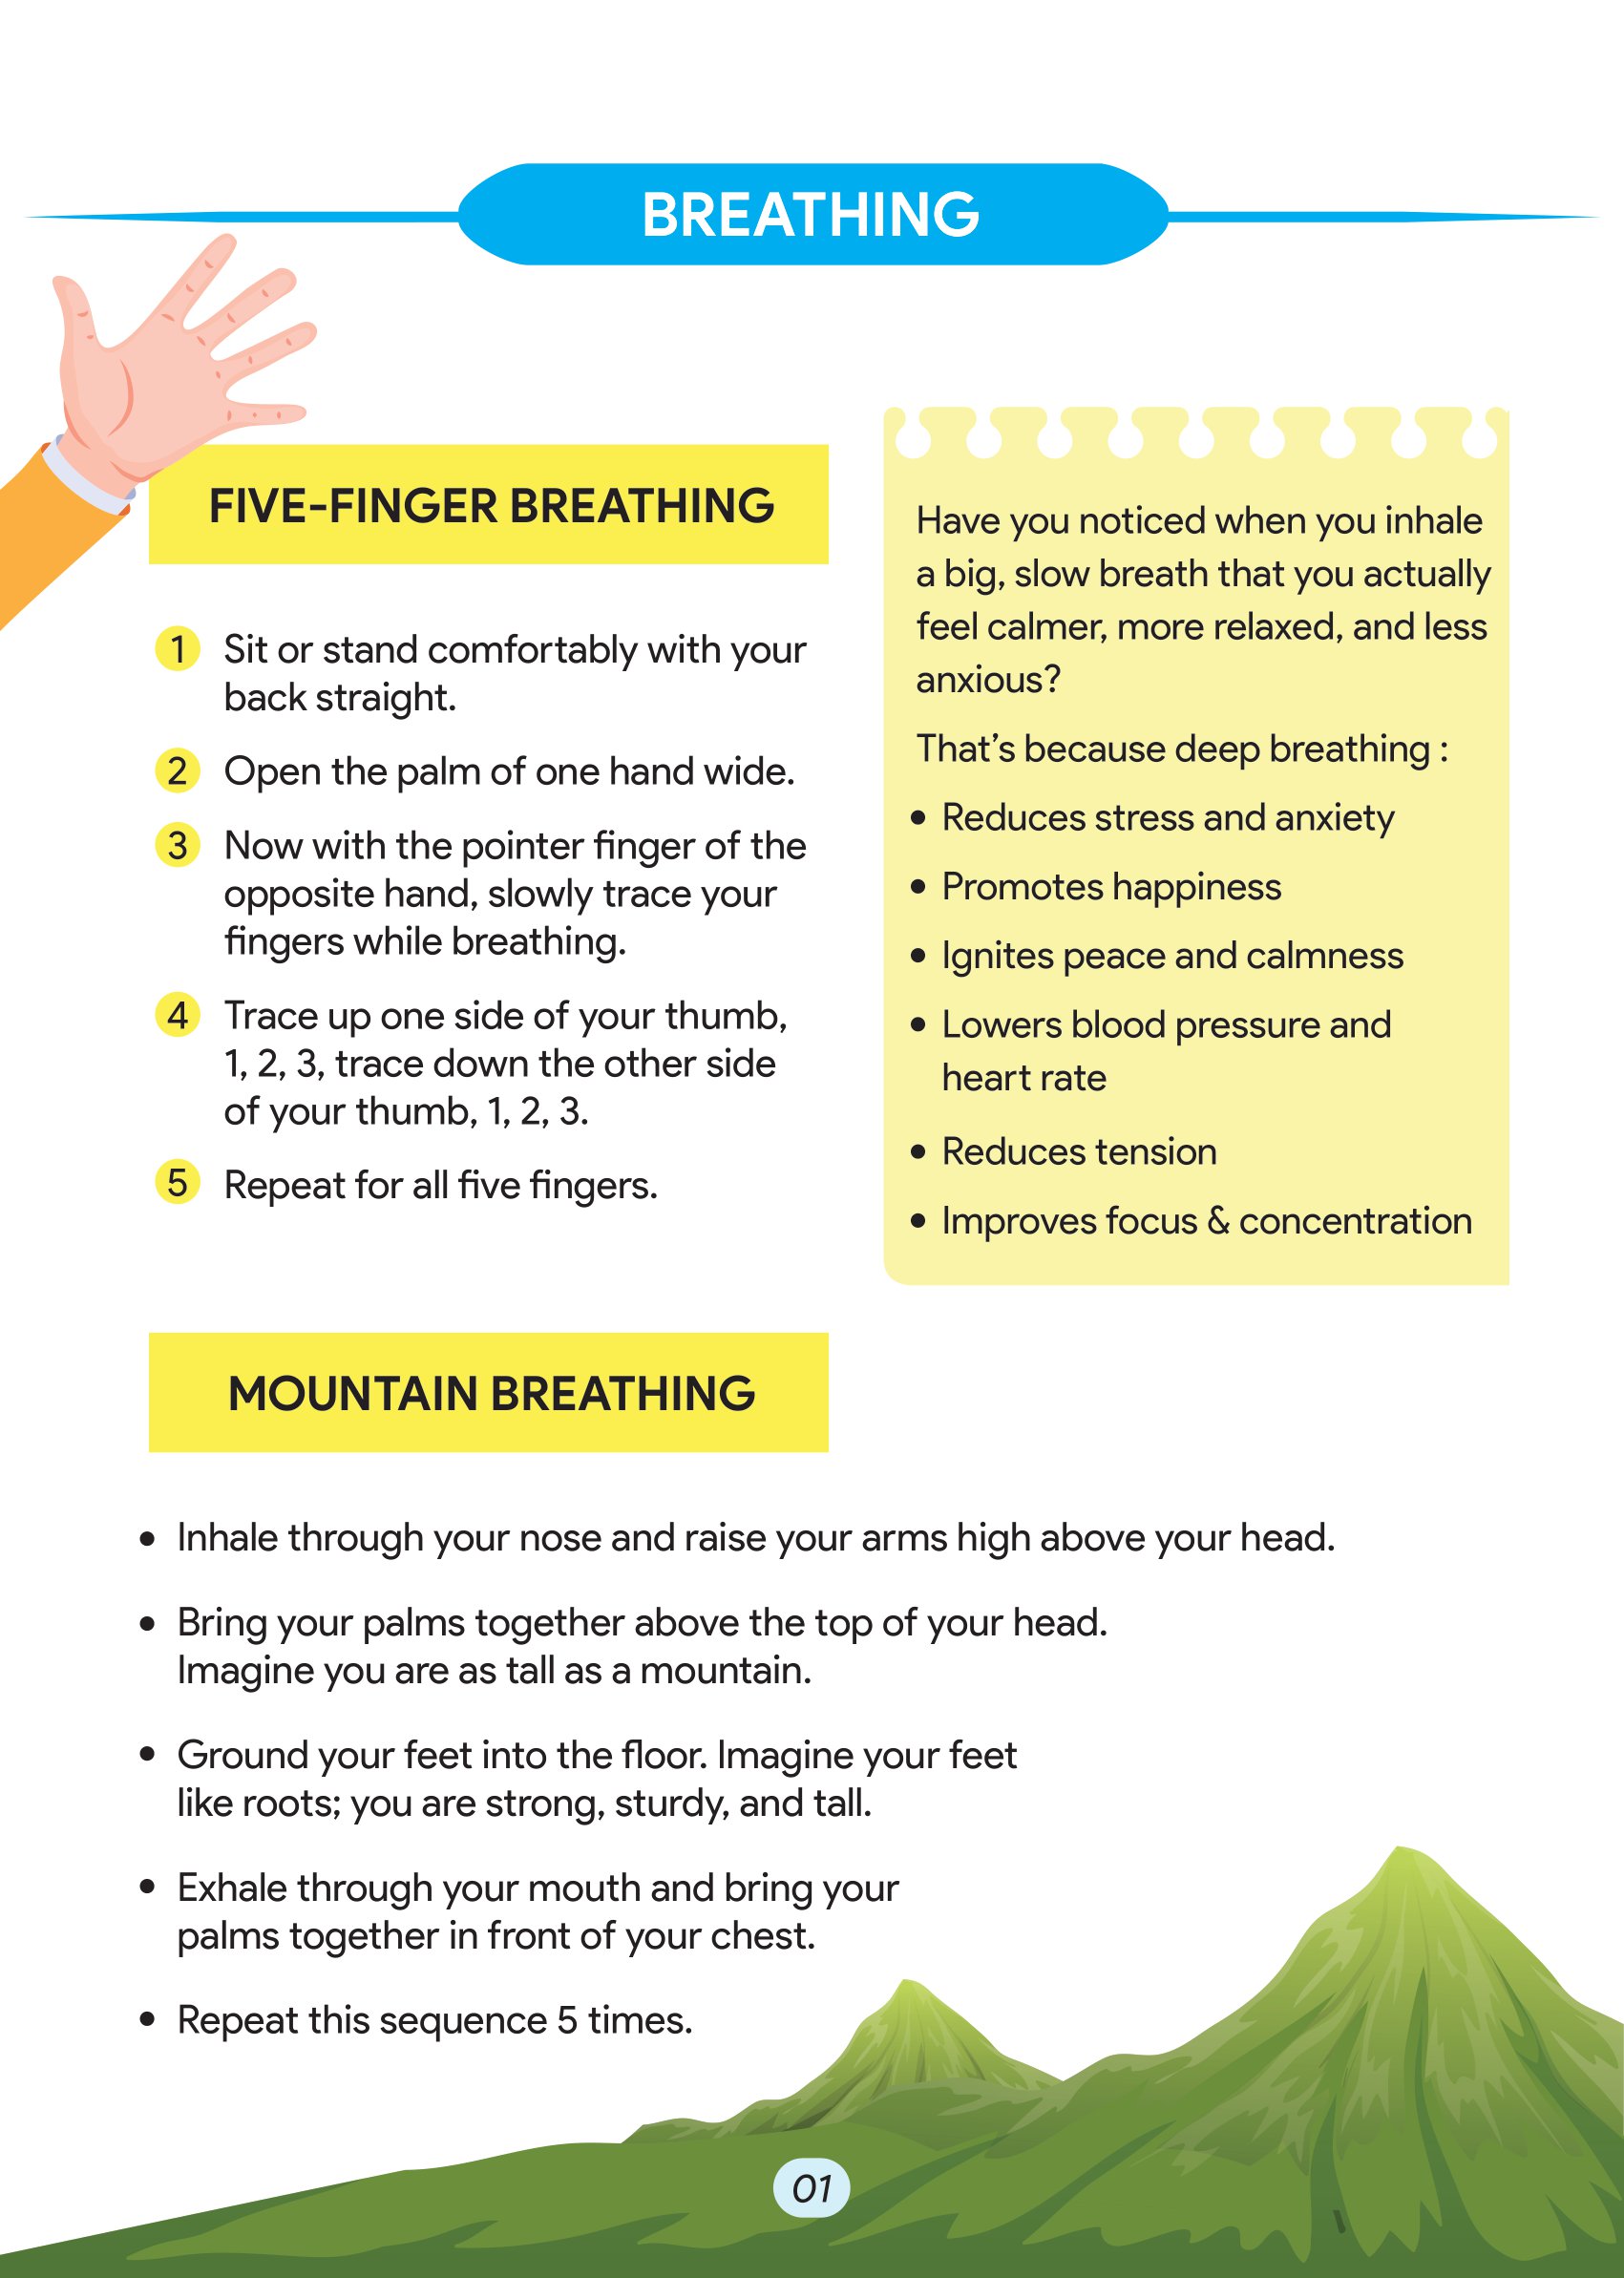 BREATHING
FIVE-FINGER BREATHING
1 Sit or stand comfortably with your
back straight.
2 Open the palm of one hand wide.
3 Now with the pointer finger of the
opposite hand, slowly trace your
fingers while breathing.
4 Trace up one side of your thumb,
1, 2, 3, trace down the other side
of your thumb, 1, 2, 3.
5 Repeat for all five fingers.
Have you noticed when you inhale
a big, slow breath that you actually
feel calmer, more relaxed, and less
anxious?
That’s because deep breathing :
• Reduces stress and anxiety
• Promotes happiness
• Ignites peace and calmness
• Lowers blood pressure and
heart rate
• Reduces tension
• Improves focus & concentration
MOUNTAIN BREATHING
• Inhale through your nose and raise your arms high above your head.
• Bring your palms together above the top of your head.
Imagine you are as tall as a mountain.
• Ground your feet into the floor. Imagine your feet
like roots; you are strong, sturdy, and tall.
• Exhale through your mouth and bring your
palms together in front of your chest.
• Repeat this sequence 5 times.
01